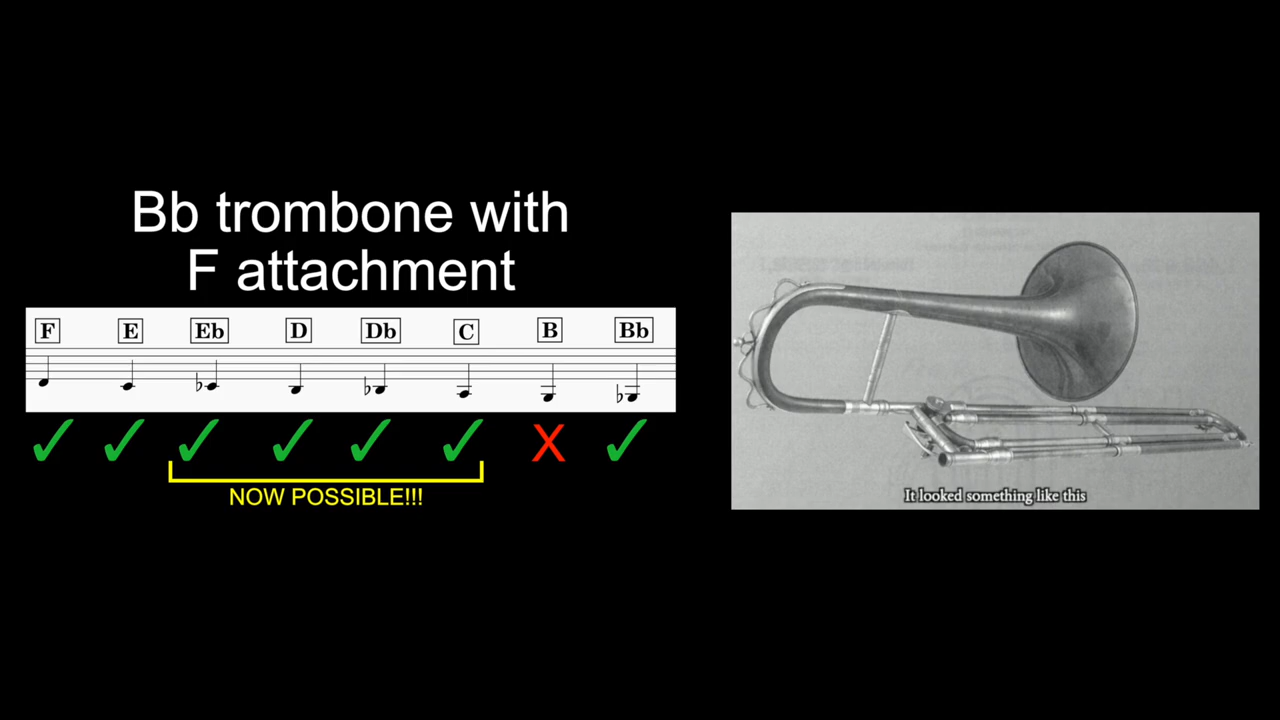 Bb trombone with
F attachment
F E Eb D Db C B Bb
✓ ✓ ✓ ✓ ✓ ✓ X ✓
NOW POSSIBLE!!!
It looked something like this